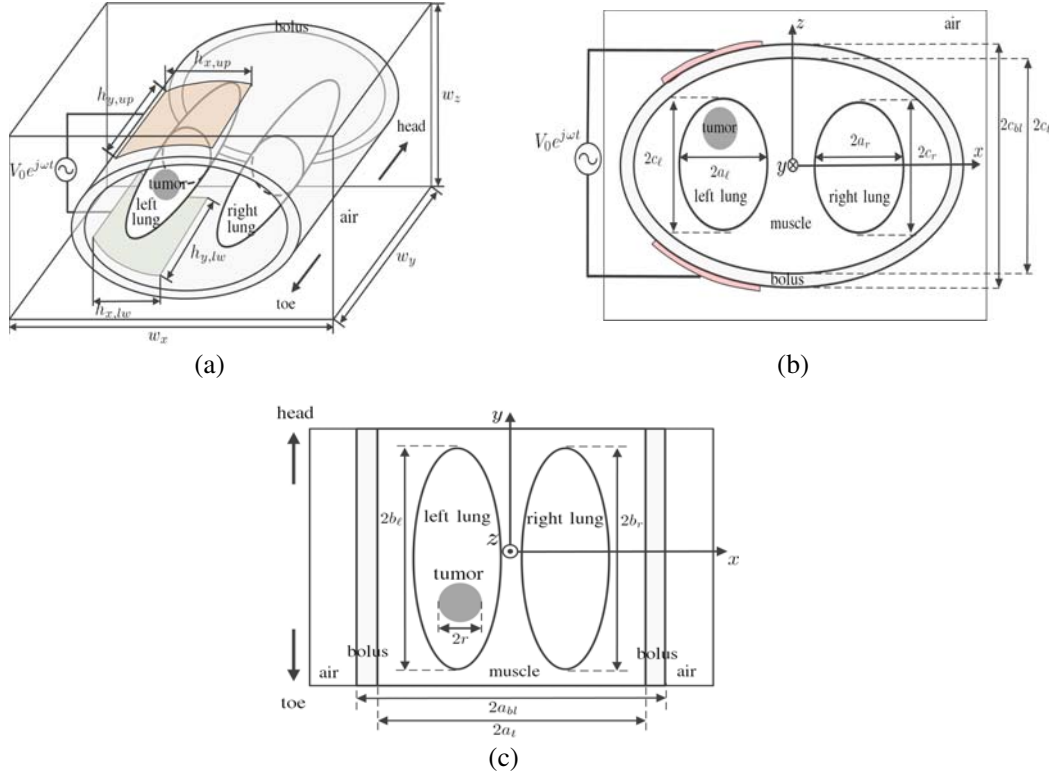 bolus
h_{x,up}
h_{y,up}
w_z
head
V_0e^{jωt}
tumor
left
lung
right
lung
air
h_{y,lw}
w_y
toe
h_{x,lw}
w_x
(a)
air
z
V_0e^{jωt}
tumor
2c_ℓ
2a_ℓ
left lung
y
2a_r
2c_r
right lung
x
2c_{bl}
2c_t
muscle
bolus
(b)
head
y
2b_ℓ
left lung
right lung
2b_r
z
x
tumor
2r
bolus
bolus
air
muscle
air
toe
2a_{bl}
2a_t
(c)